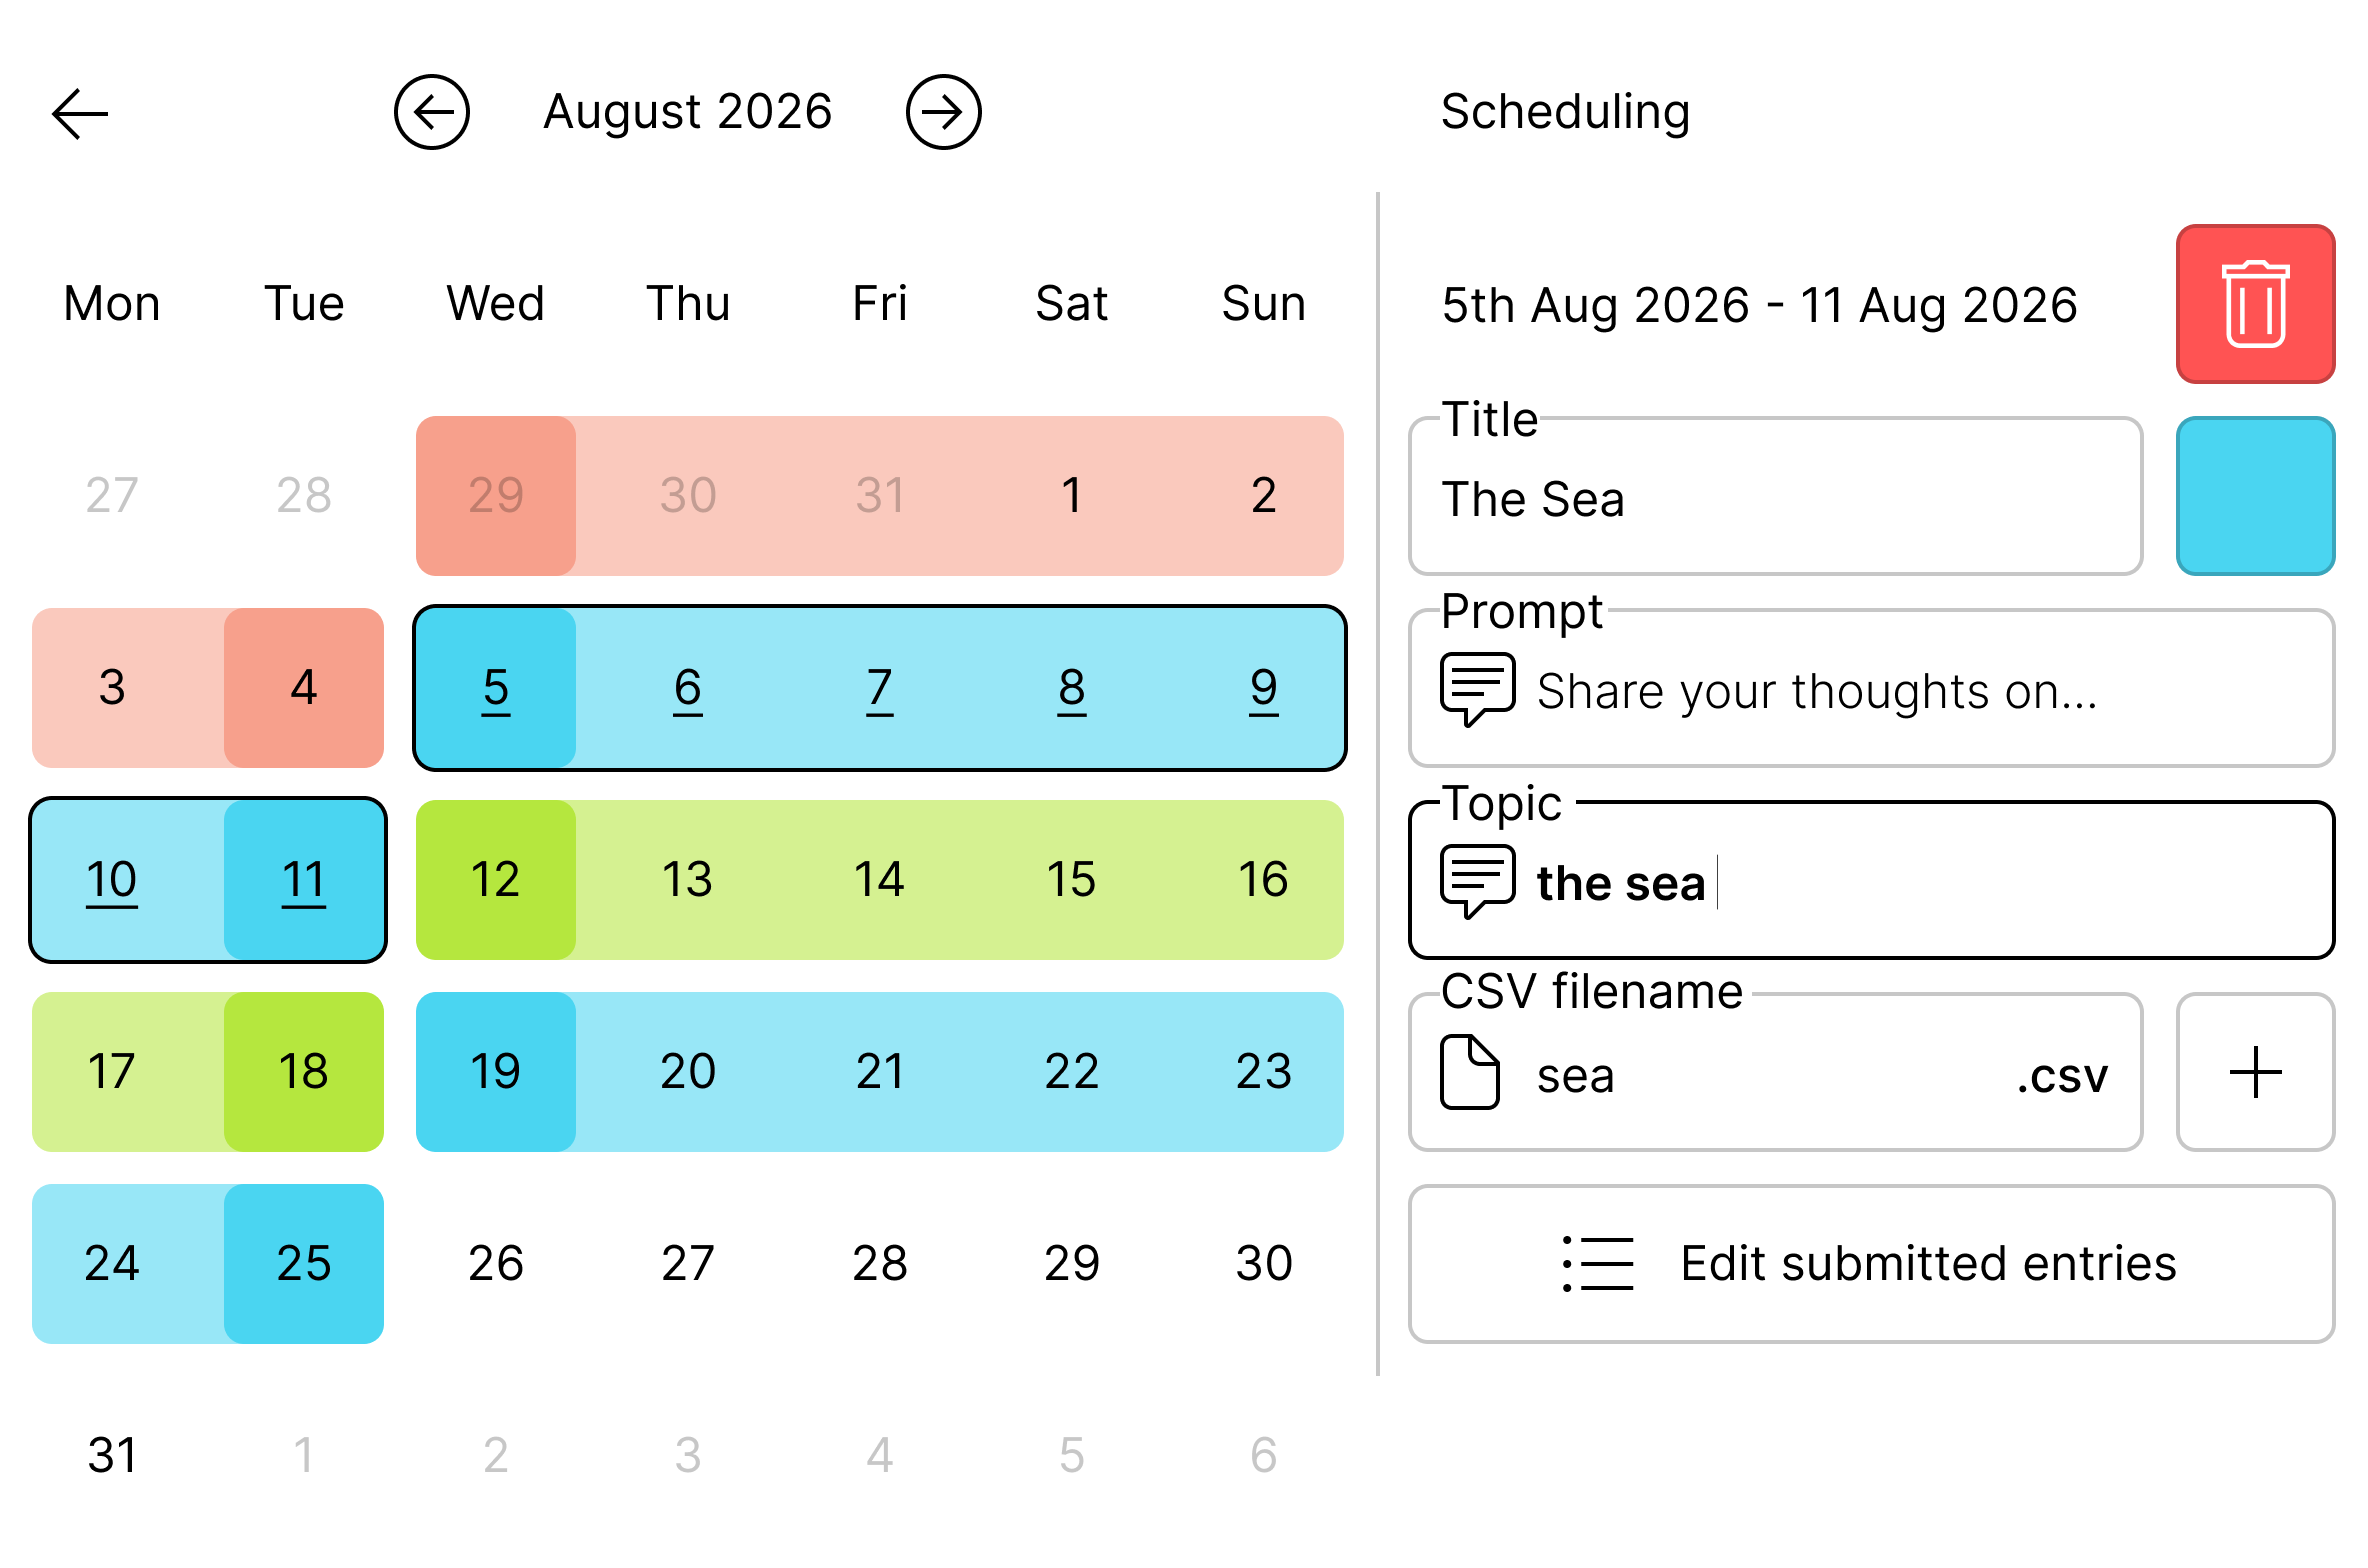 August 2026
Scheduling
Mon Tue Wed Thu Fri Sat Sun
5th Aug 2026 - 11 Aug 2026
27 28 29 30 31 1 2
Title
The Sea
3 4 5 6 7 8 9
Prompt
Share your thoughts on...
10 11 12 13 14 15 16
Topic
the sea
17 18 19 20 21 22 23
CSV filename
sea .csv
24 25 26 27 28 29 30
Edit submitted entries
31 1 2 3 4 5 6